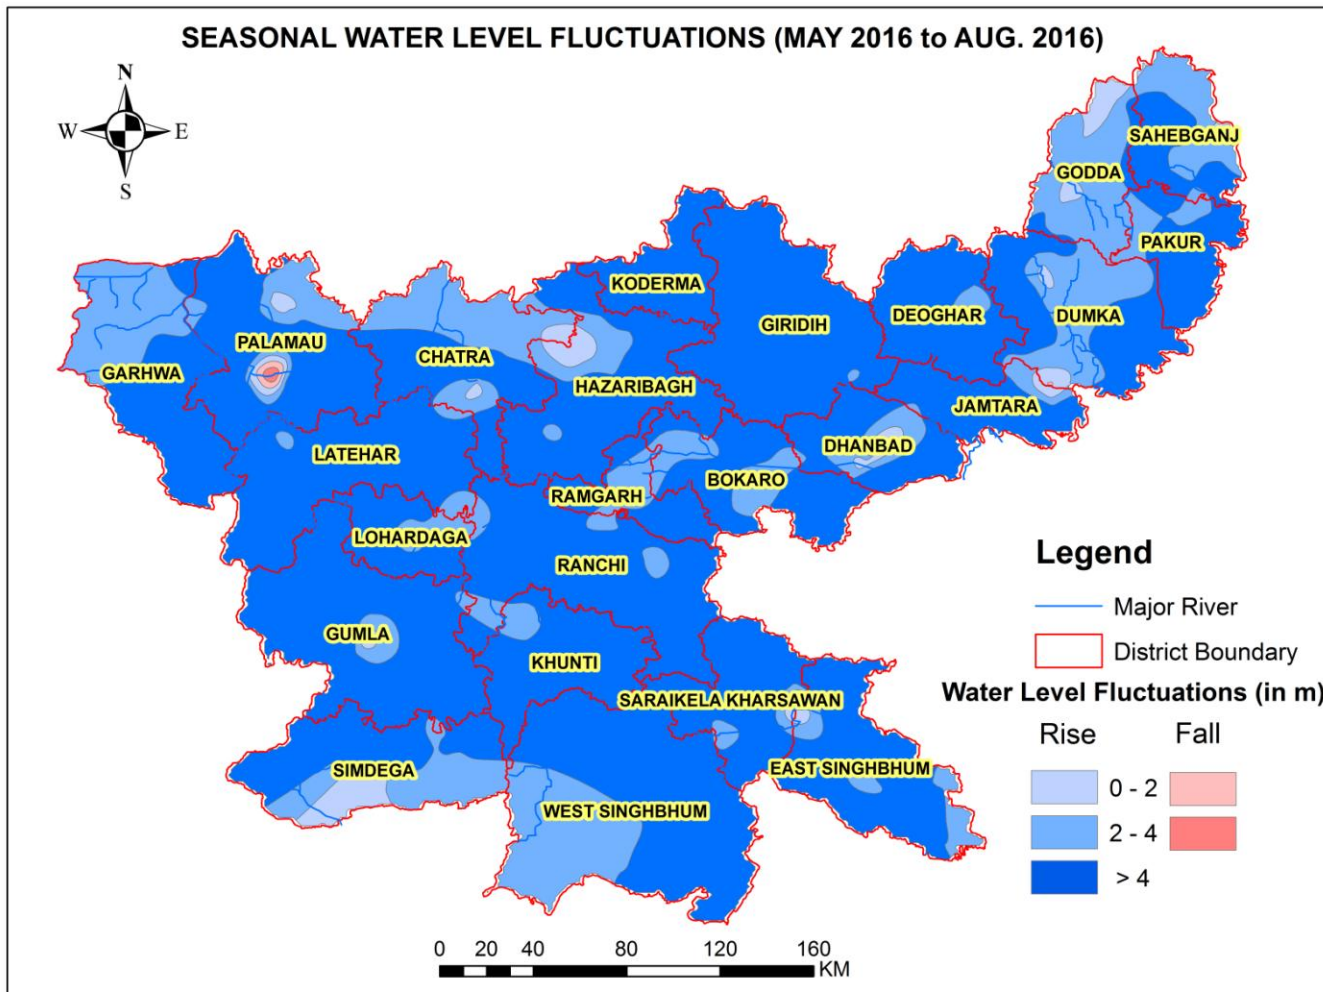 SEASONAL WATER LEVEL FLUCTUATIONS (MAY 2016 to AUG. 2016)
N
W E
S
SAHEBGANJ
GODDA
PAKUR
KODERMA
DEOGHAR
DUMKA
GIRIDIH
PALAMAU
CHATRA
GARHWA
HAZARIBAGH
JAMTARA
DHANBAD
LATEHAR
BOKARO
RAMGARH
LOHARDAGA
RANCHI
GUMLA
KHUNTI
SARAIKELA KHARSAWAN
SIMDEGA
EAST SINGHBHUM
WEST SINGHBHUM
Legend
Major River
District Boundary
Water Level Fluctuations (in m)
Rise Fall
0 - 2
2 - 4
> 4
0 20 40 80 120 160
KM